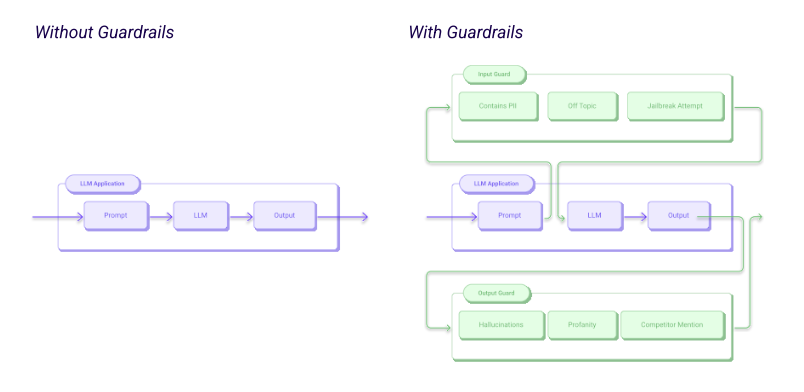 Without Guardrails
With Guardrails
Input Guard
Contains PII
Off Topic
Jailbreak Attempt
LLM Application
Prompt
LLM
Output
LLM Application
Prompt
LLM
Output
Output Guard
Hallucinations
Profanity
Competitor Mention